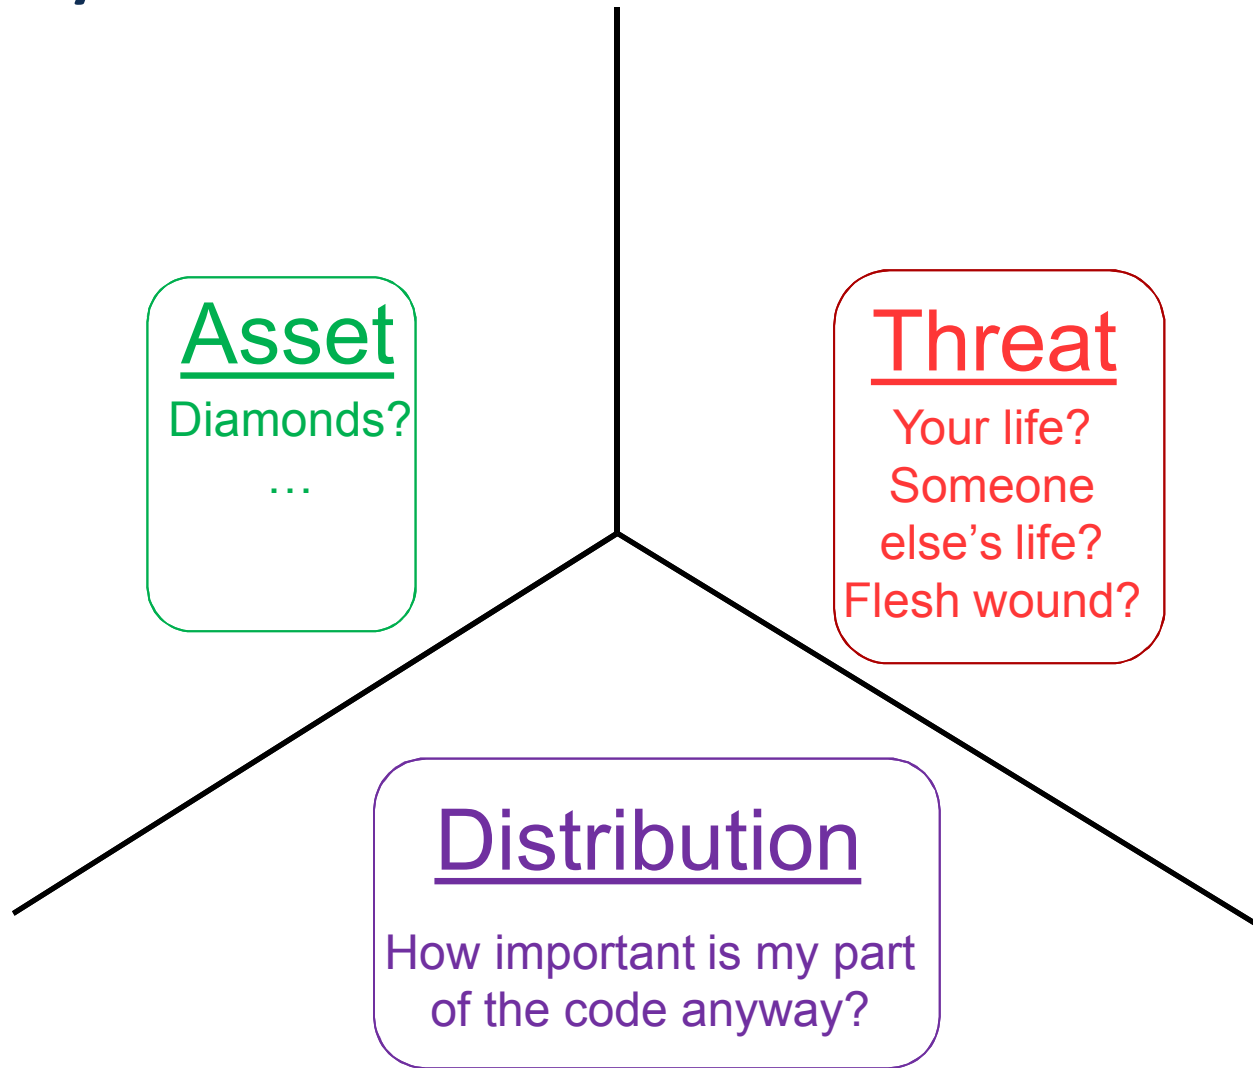 Asset
Diamonds?
…
Threat
Your life?
Someone
else’s life?
Flesh wound?
Distribution
How important is my part
of the code anyway?